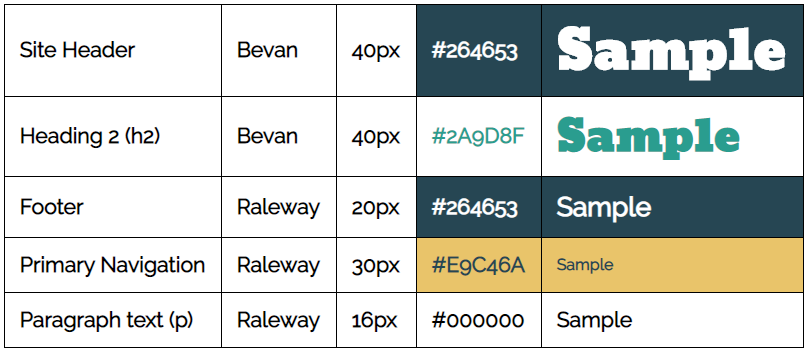 Site Header Bevan 40px #264653 Sample
Heading 2 (h2) Bevan 40px #2A9D8F Sample
Footer Raleway 20px #264653 Sample
Primary Navigation Raleway 30px #E9C46A Sample
Paragraph text (p) Raleway 16px #000000 Sample